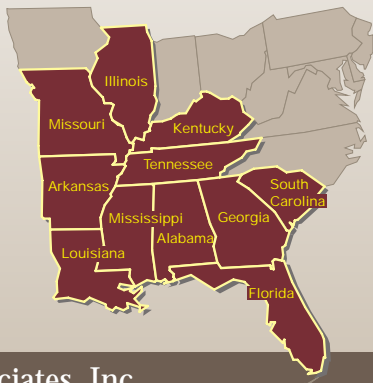 Illinois
Missouri
Kentucky
Tennessee
Arkansas
South
Carolina
Mississippi
Georgia
Alabama
Louisiana
Florida
ciates, Inc